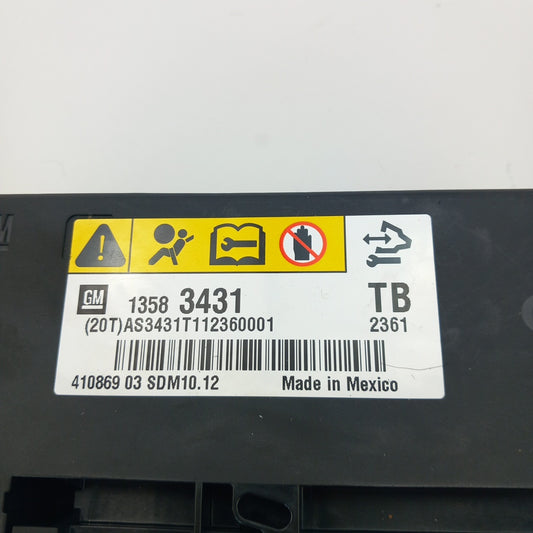 GM
1358 3431
TB
(20T)AS3431T112360001
2361
410869 03 SDM10.12
Made in Mexico